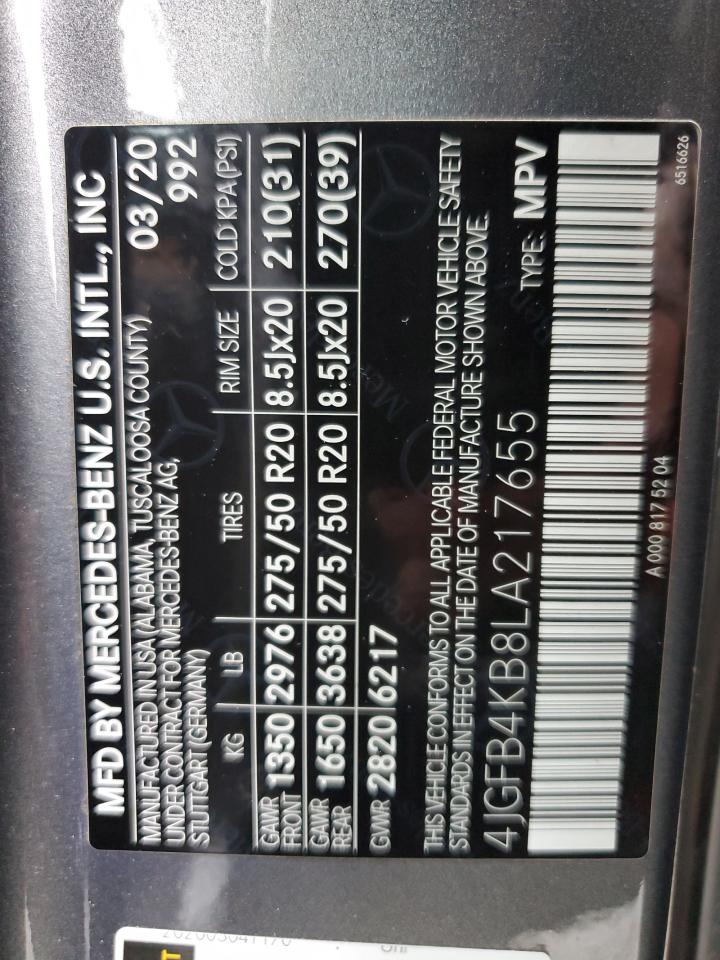 MFD BY MERCEDES-BENZ U.S. INTL., INC
MANUFACTURED IN USA (ALABAMA, TUSCALOOSA COUNTY) 03/20
UNDER CONTRACT FOR MERCEDES-BENZ AG, 992
STUTTGART (GERMANY)
KG LB TIRES RIM SIZE COLD KPA (PSI)
GAWR FRONT 1350 2976 275/50 R20 8.5Jx20 210(31)
GAWR REAR 1650 3638 275/50 R20 8.5Jx20 270(39)
GVWR 2820 6217
THIS VEHICLE CONFORMS TO ALL APPLICABLE FEDERAL MOTOR VEHICLE SAFETY
STANDARDS IN EFFECT ON THE DATE OF MANUFACTURE SHOWN ABOVE.
4JGFB4KB8LA217655 TYPE: MPV
A 000 817 52 04
6516626